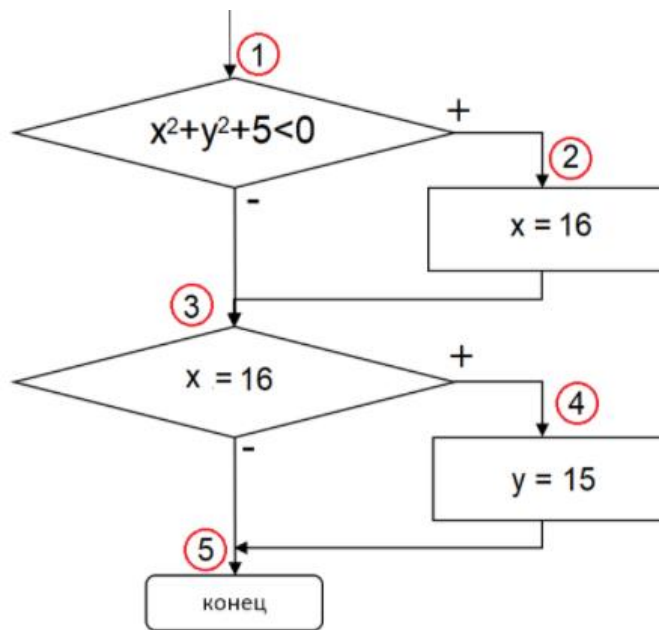 1
x²+y²+5<0
+
2
-
x = 16
3
x = 16
+
4
-
y = 15
5
конец